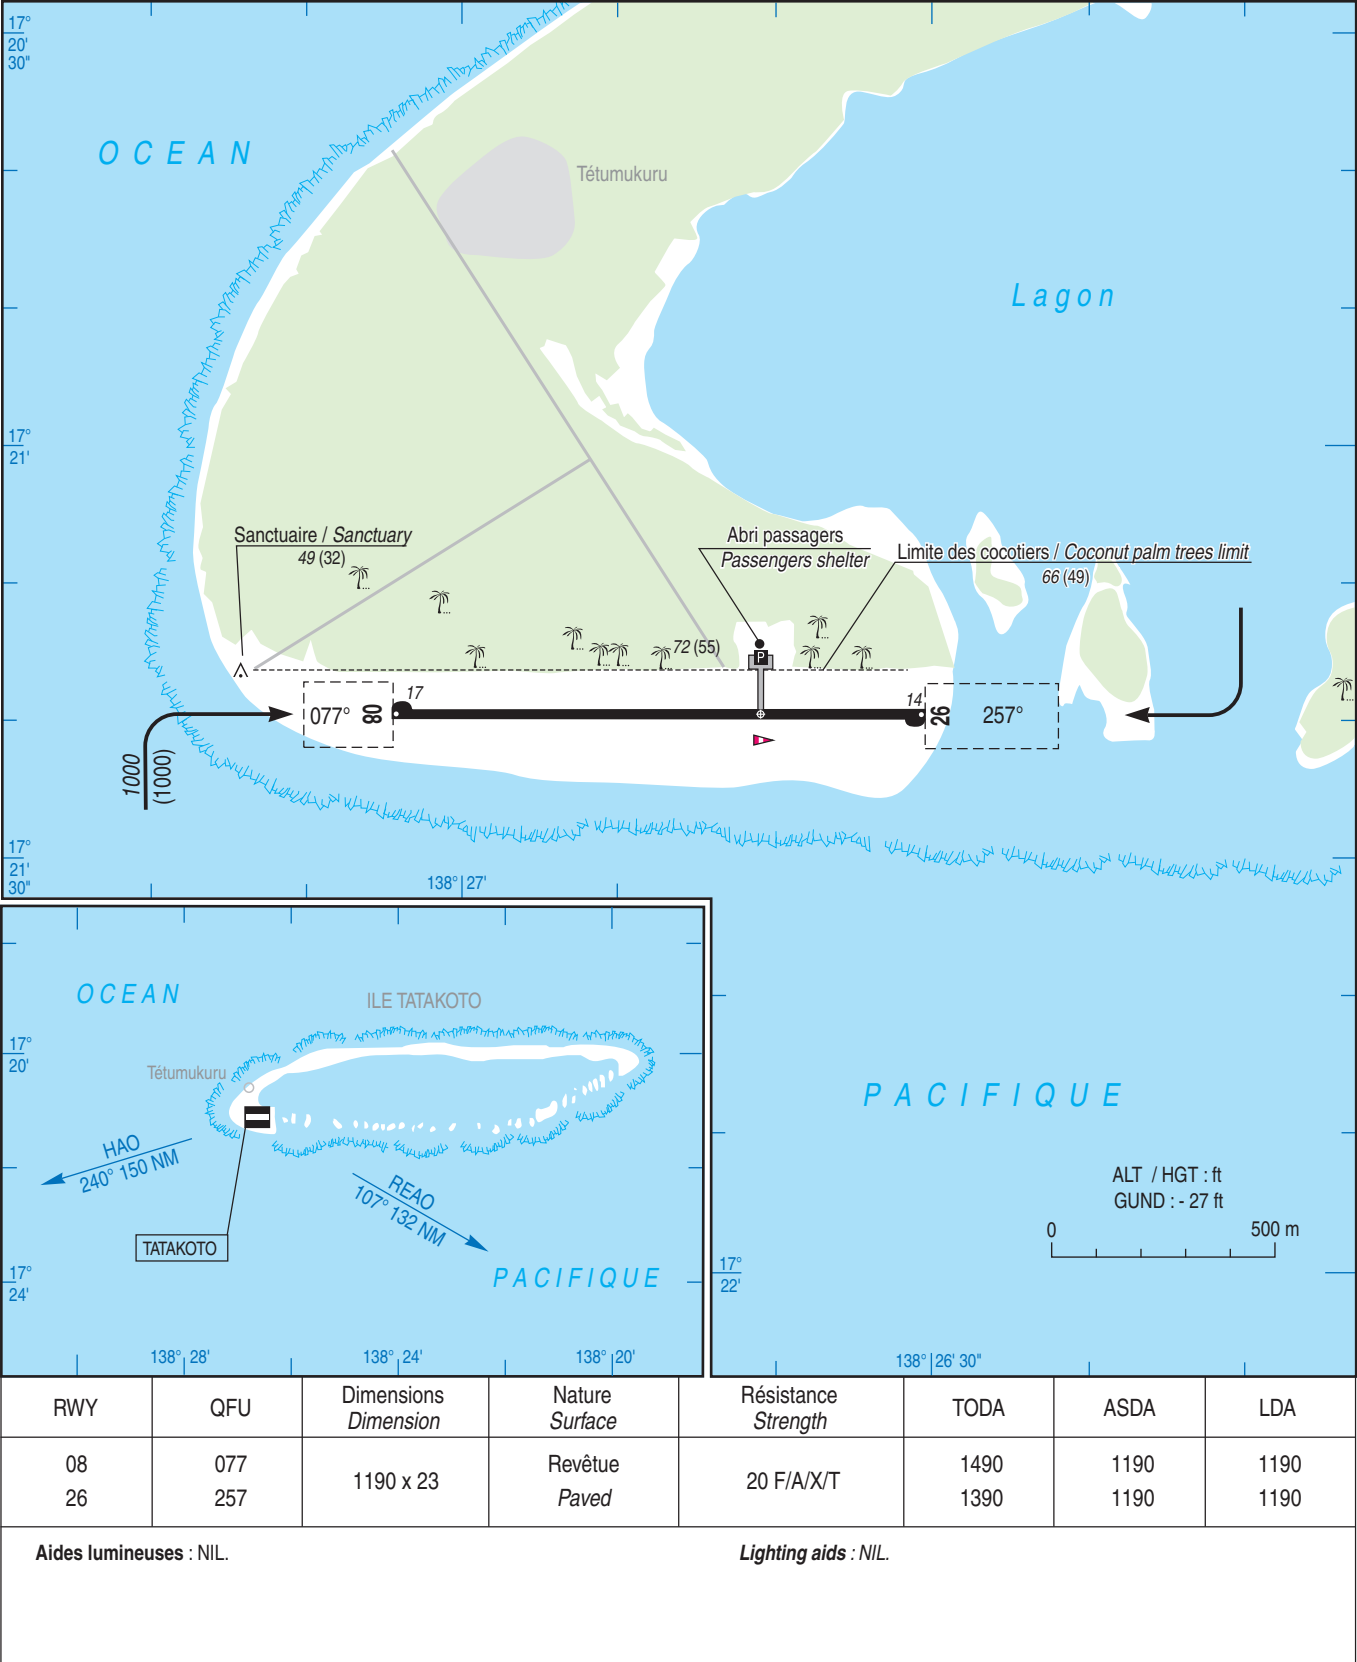 17°
20'
30"
OCEAN
Tétumukuru
Lagon
17°
21'
Sanctuaire / Sanctuary
49 (32)
Abri passagers
Passengers shelter
Limite des cocotiers / Coconut palm trees limit
66 (49)
72 (55)
P
17
14
077°
08
26
257°
1000
(1000)
17°
21'
30"
138° 27'
OCEAN
ILE TATAKOTO
17°
20'
Tétumukuru
HAO
240° 150 NM
REAO
107° 132 NM
TATAKOTO
PACIFIQUE
17°
24'
138° 28'
138° 24'
138° 20'
PACIFIQUE
ALT / HGT : ft
GUND : - 27 ft
0 500 m
17°
22'
138° 26' 30"
RWY QFU Dimensions Nature Résistance TODA ASDA LDA
Dimension Surface Strength
08 077 1190 x 23 Revêtue 20 F/A/X/T 1490 1190 1190
26 257 Paved 1390 1190 1190
Aides lumineuses : NIL. Lighting aids : NIL.